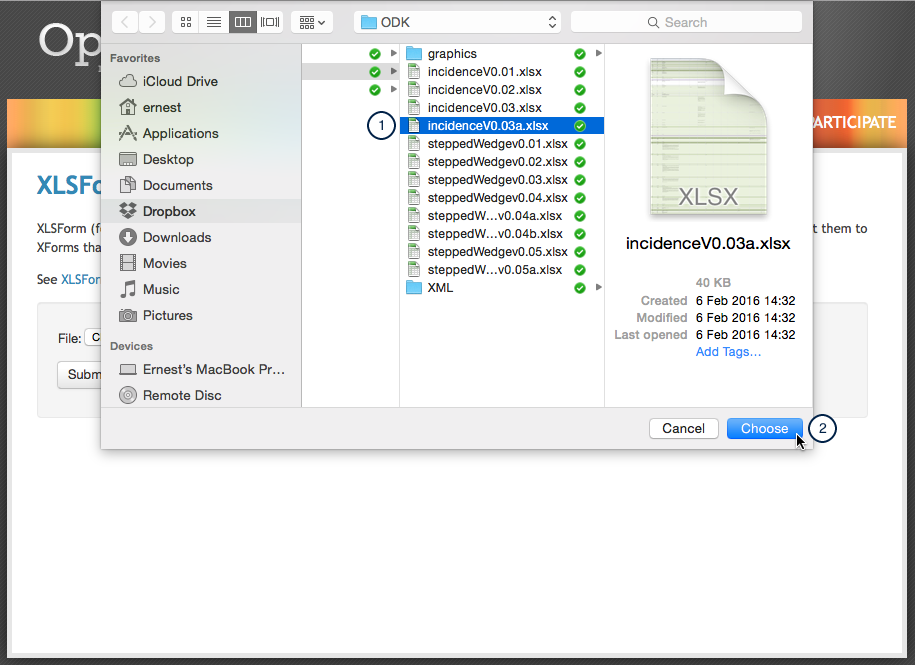 Op
ODK
Search
PARTICIPATE
Favorites
iCloud Drive
ernest
Applications
Desktop
Documents
Dropbox
Downloads
Movies
Music
Pictures
Devices
Ernest's MacBook Pr...
Remote Disc
graphics
incidenceV0.01.xlsx
incidenceV0.02.xlsx
incidenceV0.03.xlsx
1
incidenceV0.03a.xlsx
steppedWedgev0.01.xlsx
steppedWedgev0.02.xlsx
steppedWedgev0.03.xlsx
steppedWedgev0.04.xlsx
steppedW...v0.04a.xlsx
steppedW...v0.04b.xlsx
steppedWedgev0.05.xlsx
steppedW...v0.05a.xlsx
XML
XLSX
incidenceV0.03a.xlsx
40 KB
Created 6 Feb 2016 14:32
Modified 6 Feb 2016 14:32
Last opened 6 Feb 2016 14:32
Add Tags...
Cancel
Choose
2
XLSFo
XLSForm (f
t them to
XForms tha
See XLSFor
File: C
Subm